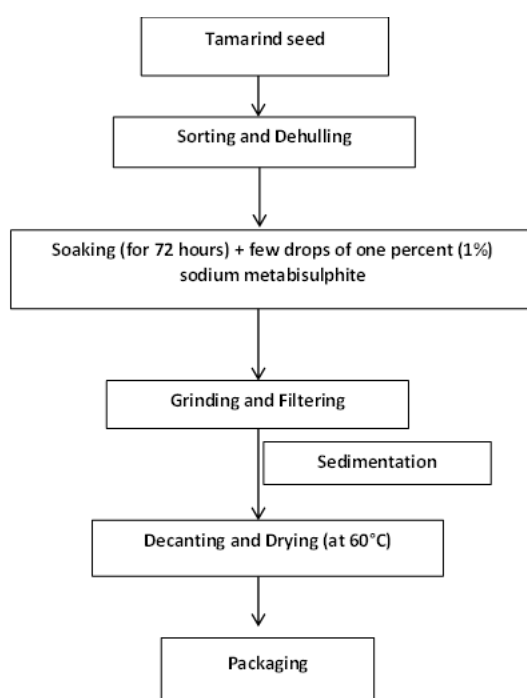 Tamarind seed
Sorting and Dehulling
Soaking (for 72 hours) + few drops of one percent (1%)
sodium metabisulphite
Grinding and Filtering
Sedimentation
Decanting and Drying (at 60°C)
Packaging